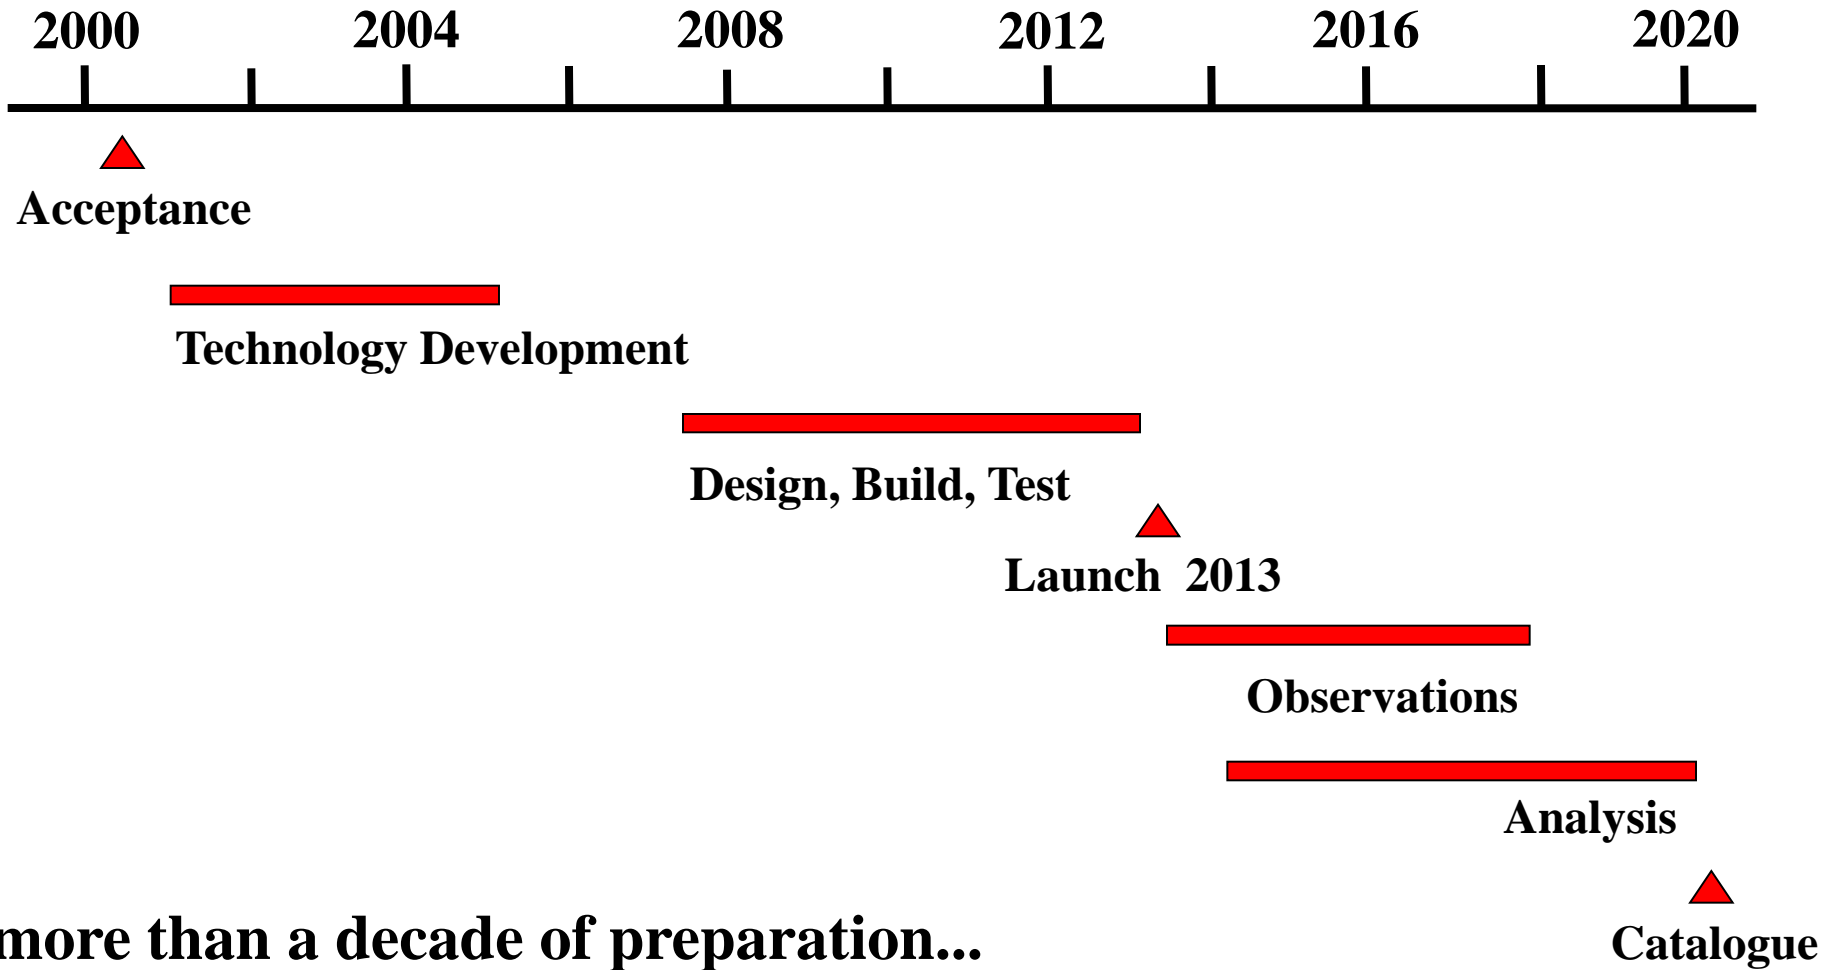 2000 2004 2008 2012 2016 2020
Acceptance
Technology Development
Design, Build, Test
Launch 2013
Observations
Analysis
more than a decade of preparation...
Catalogue